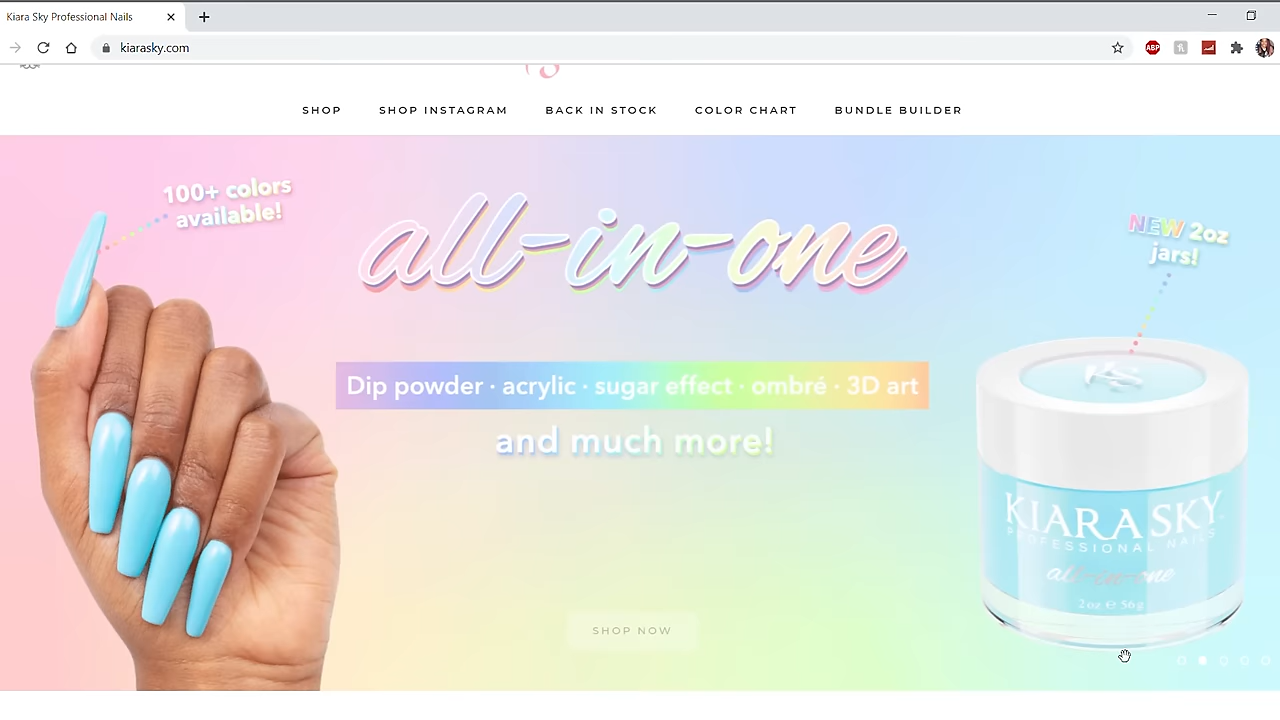 Kiara Sky Professional Nails
kiarasky.com
ABP
SHOP
SHOP INSTAGRAM
BACK IN STOCK
COLOR CHART
BUNDLE BUILDER
100+ colors
available!
all-in-one
NEW 2oz
jars!
Dip powder · acrylic · sugar effect · ombré · 3D art
and much more!
KS
KIARA SKY
PROFESSIONAL NAILS
all-in-one
2oz ℮ 56g
SHOP NOW